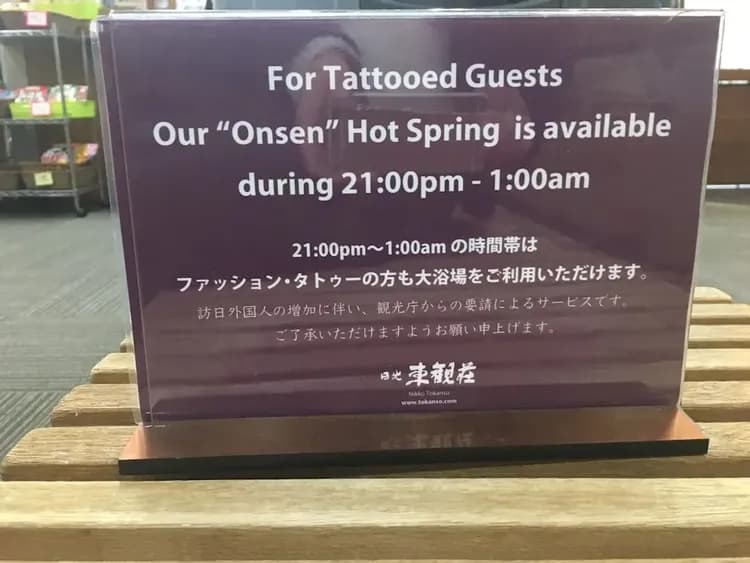 For Tattooed Guests
Our “Onsen” Hot Spring is available
during 21:00pm - 1:00am
21:00pm～1:00am の時間帯は
ファッション・タトゥーの方も大浴場をご利用いただけます。
訪日外国人の増加に伴い、観光庁からの要請によるサービスです。
ご了承いただけますようお願い申上げます。
日光 東観荘
Nikko Tokanso
www.tokanso.com